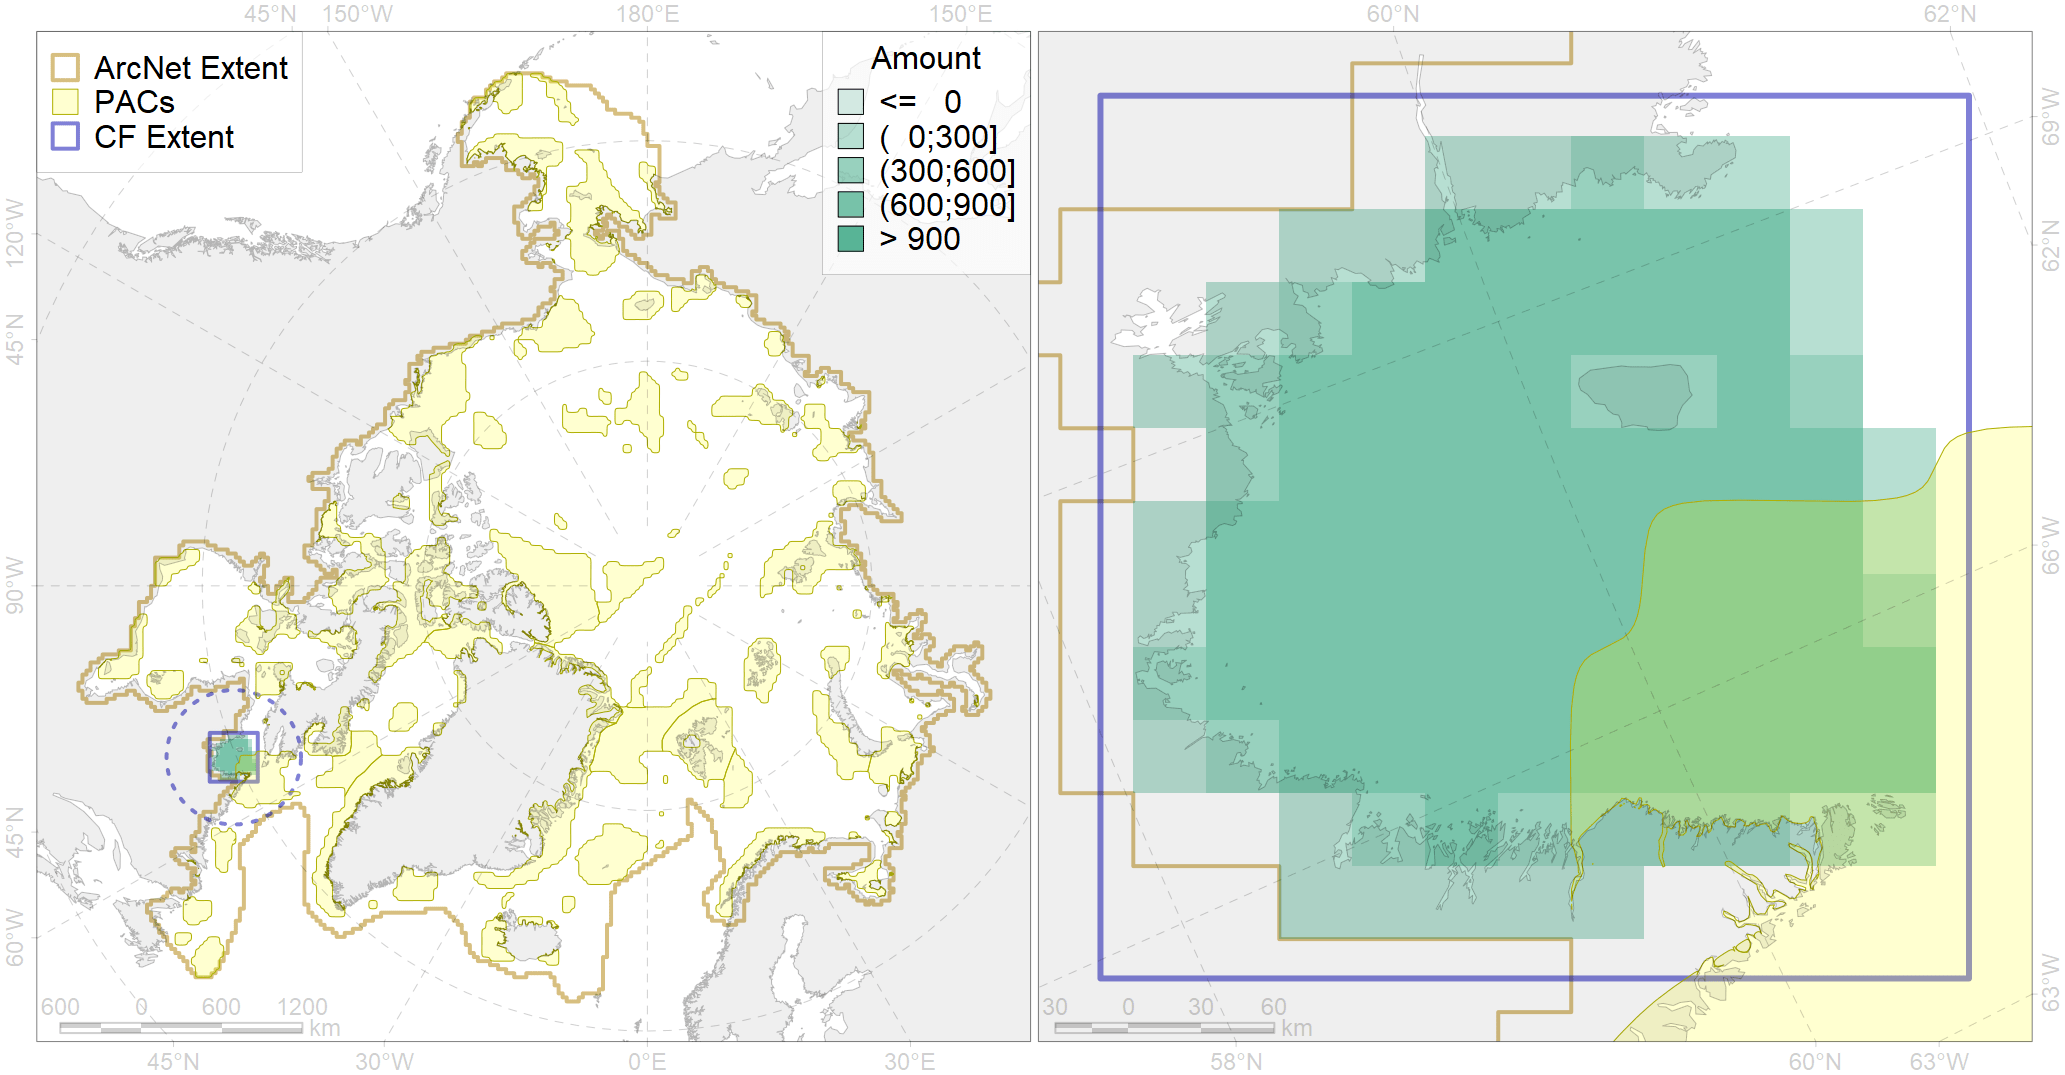 45°N 150°W 180°E 150°E 60°N 62°N
ArcNet Extent
PACs
CF Extent
Amount
<= 0
( 0;300]
(300;600]
(600;900]
> 900
120°W
45°N
90°W
45°N
60°W
69°W
62°N
66°W
63°W
600 0 600 1200
km
30 0 30 60
km
45°N 30°W 0°E 30°E 58°N 60°N 63°W